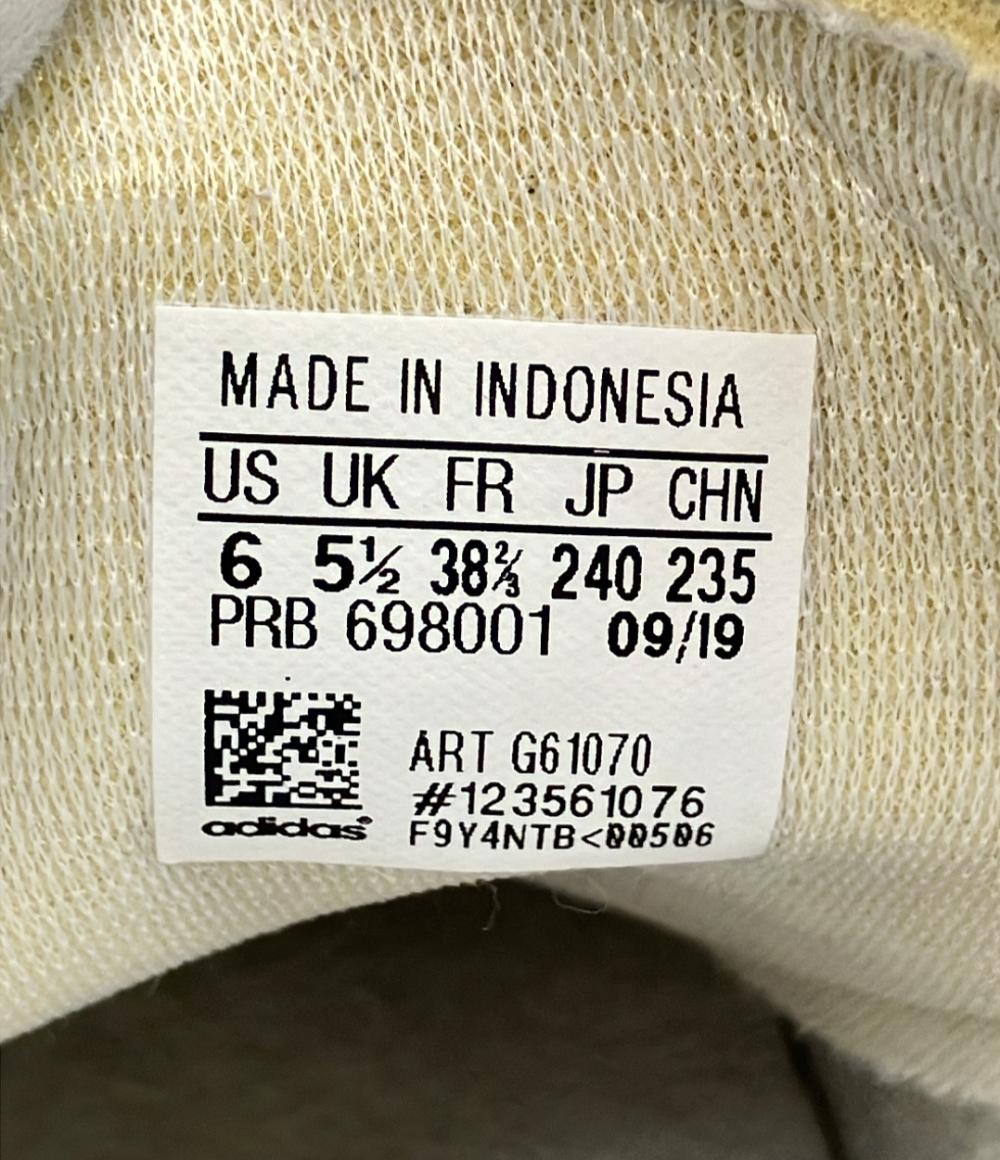 MADE IN INDONESIA
US UK FR JP CHN
6 5½ 38⅔ 240 235
PRB 698001 09/19
ART G61070
#123561076
F9Y4NTB<00506
adidas®